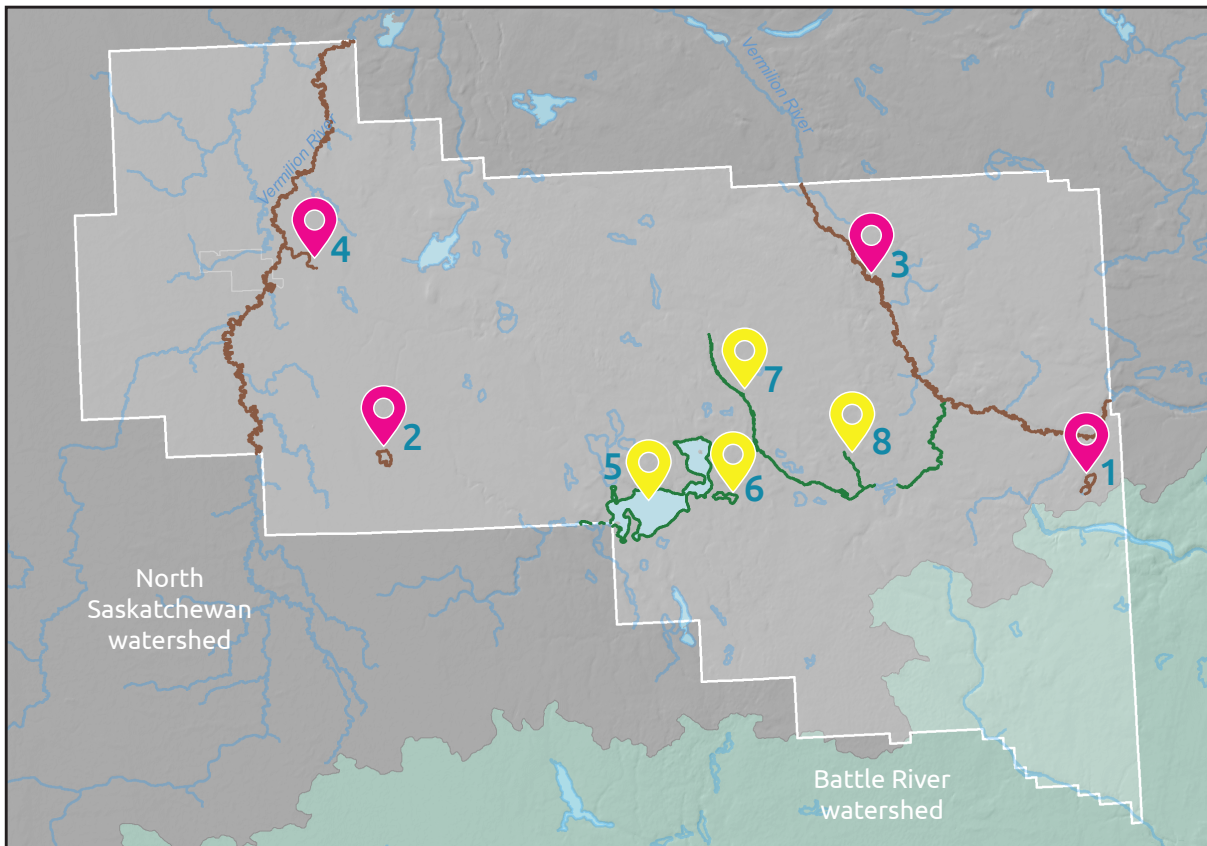 Vermilion River
Vermilion River
4
3
7
2
8
5
6
1
North
Saskatchewan
watershed
Battle River
watershed